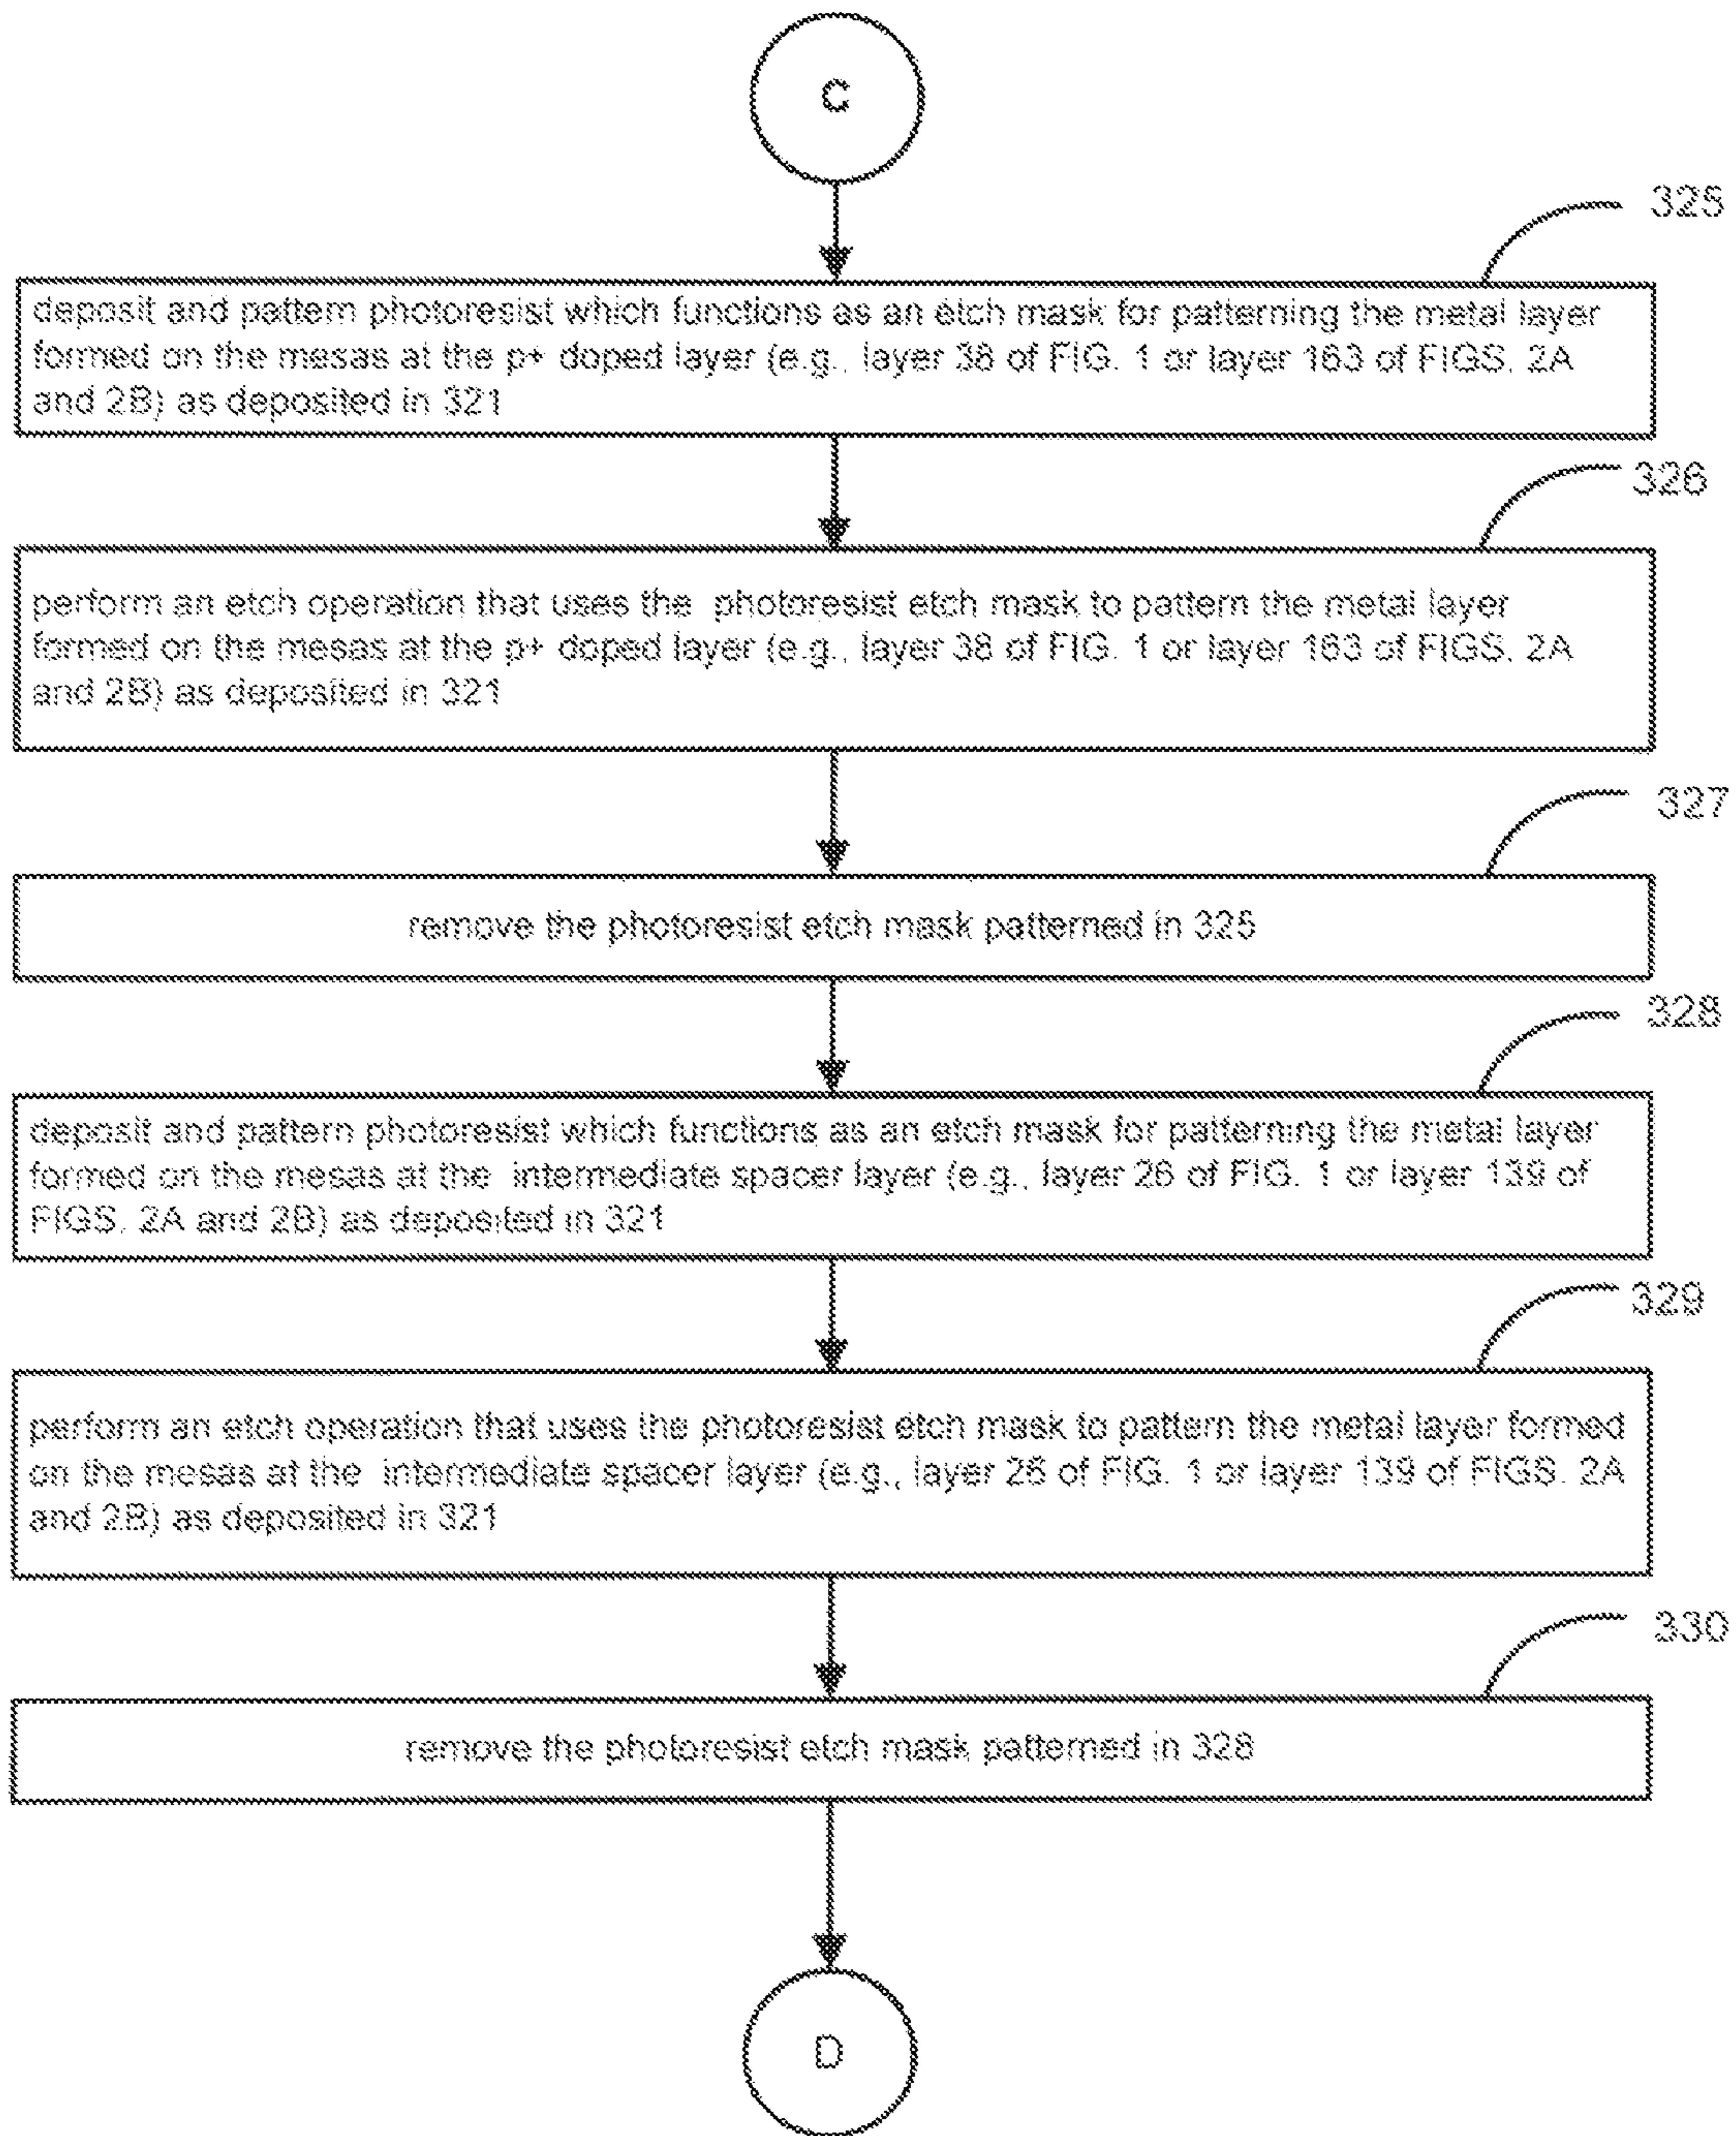 C
325
deposit and pattern photoresist which functions as an etch mask for patterning the metal layer
formed on the mesas at the p+ doped layer (e.g., layer 38 of FIG. 1 or layer 163 of FIGS. 2A
and 2B) as deposited in 321
326
perform an etch operation that uses the photoresist etch mask to pattern the metal layer
formed on the mesas at the p+ doped layer (e.g., layer 38 of FIG. 1 or layer 163 of FIGS. 2A
and 2B) as deposited in 321
327
remove the photoresist etch mask patterned in 325
328
deposit and pattern photoresist which functions as an etch mask for patterning the metal layer
formed on the mesas at the intermediate spacer layer (e.g., layer 26 of FIG. 1 or layer 139 of
FIGS. 2A and 2B) as deposited in 321
329
perform an etch operation that uses the photoresist etch mask to pattern the metal layer formed
on the mesas at the intermediate spacer layer (e.g., layer 26 of FIG. 1 or layer 139 of FIGS. 2A
and 2B) as deposited in 321
330
remove the photoresist etch mask patterned in 328
D